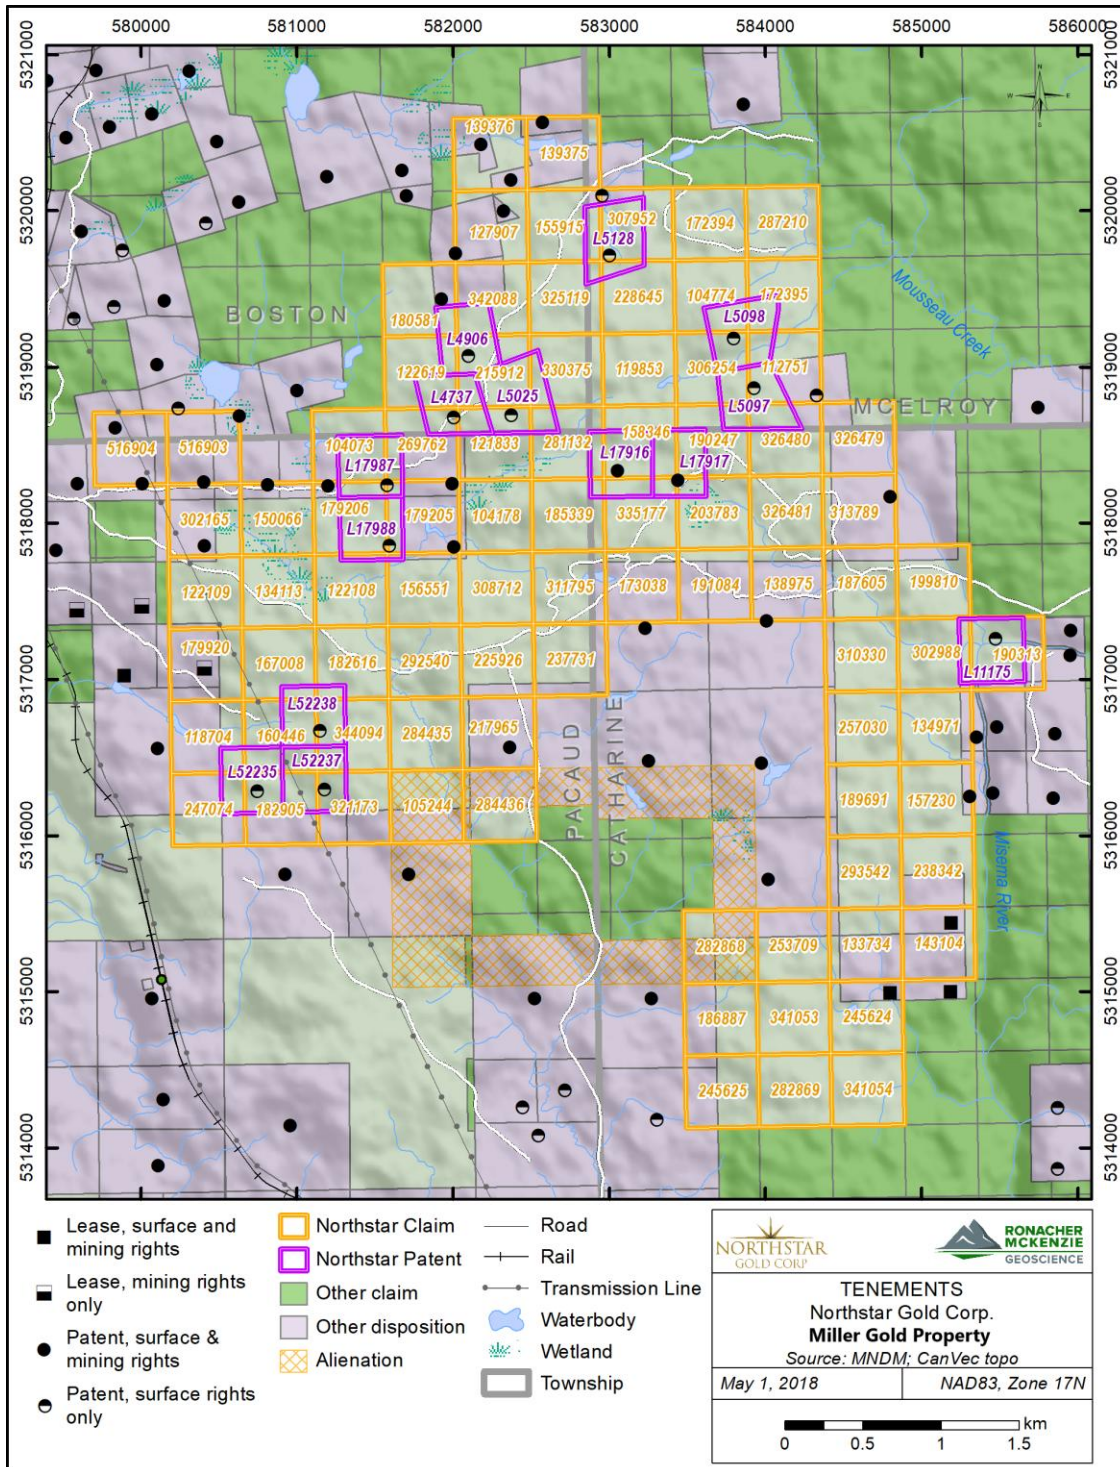 580000 581000 582000 583000 584000 585000 586000
5321000
5320000
5319000
5318000
5317000
5316000
5315000
5314000
5321000
5320000
5319000
5318000
5317000
5316000
5315000
5314000
N
W E
S
139376
139375
127907 155915 307952 172394 287210
L5128
342088 325119 228645 104774 172395
Mousseau Creek
BOSTON
180581
L4906
L5098
122619 215912 330375 119853 306254 112751
L4737 L5025
L5097
MCELROY
516904 516903 104073 269762 121833 281132 158346 190247 326480 326479
L17987
L17916 L17917
302165 150066 179206 179205 104178 185339 335177 203783 326481 313789
L17988
122109 134113 122108 156551 308712 311795 173038 191084 138975 187605 199810
179920 167008 182616 292540 225926 237731 310330 302988 190313
L11175
L52238
118704 160446 344094 284435 217965 257030 134971
L52235 L52237
247074 182905 321173 105244 284436 189691 157230
PACAUD
CATHARINE
293542 238342
Misema River
282868 253709 133734 143104
186887 341053 245624
245625 282869 341054
Lease, surface and
mining rights
Lease, mining rights
only
Patent, surface &
mining rights
Patent, surface rights
only
Northstar Claim
Northstar Patent
Other claim
Other disposition
Alienation
Road
Rail
Transmission Line
Waterbody
Wetland
Township
NORTHSTAR
GOLD CORP
RONACHER
MCKENZIE
GEOSCIENCE
TENEMENTS
Northstar Gold Corp.
Miller Gold Property
Source: MNDM; CanVec topo
May 1, 2018 NAD83, Zone 17N
km
0 0.5 1 1.5